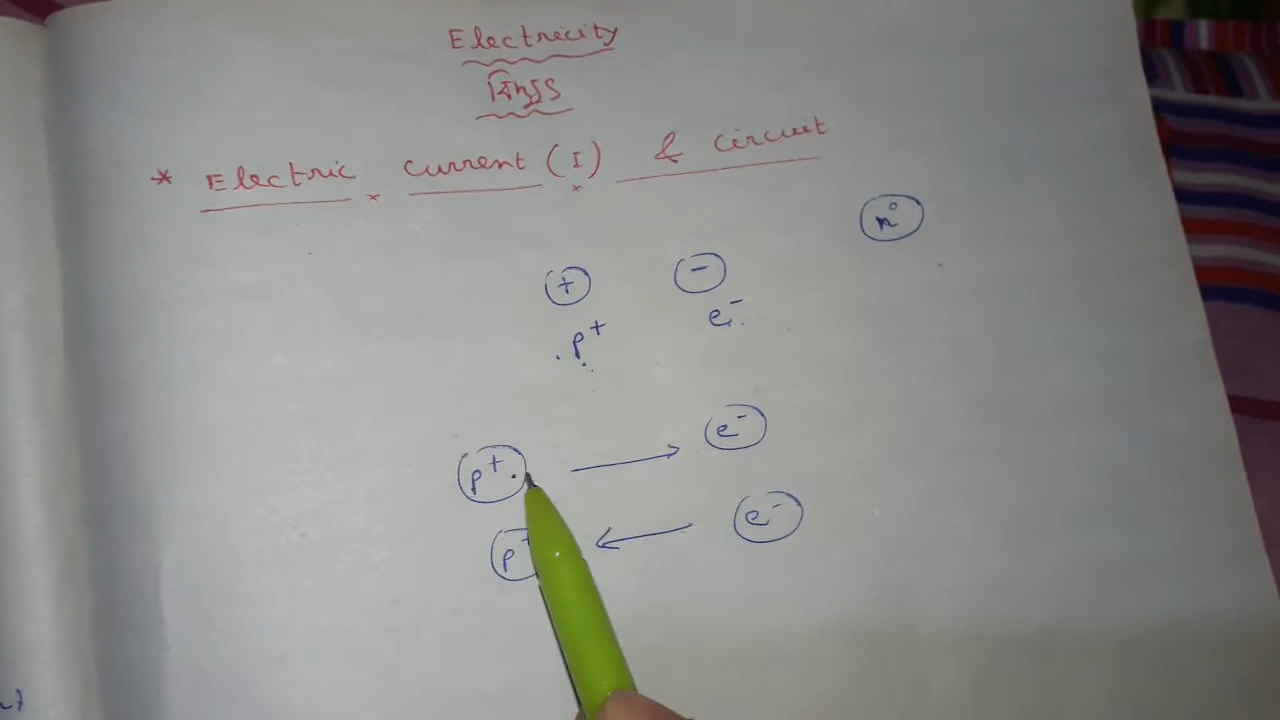 Electricity
বিদ্যুৎ
* Electric Current (I) & Circuit
n°
+ −
p⁺ e⁻
p⁺ → e⁻
p⁺ ← e⁻